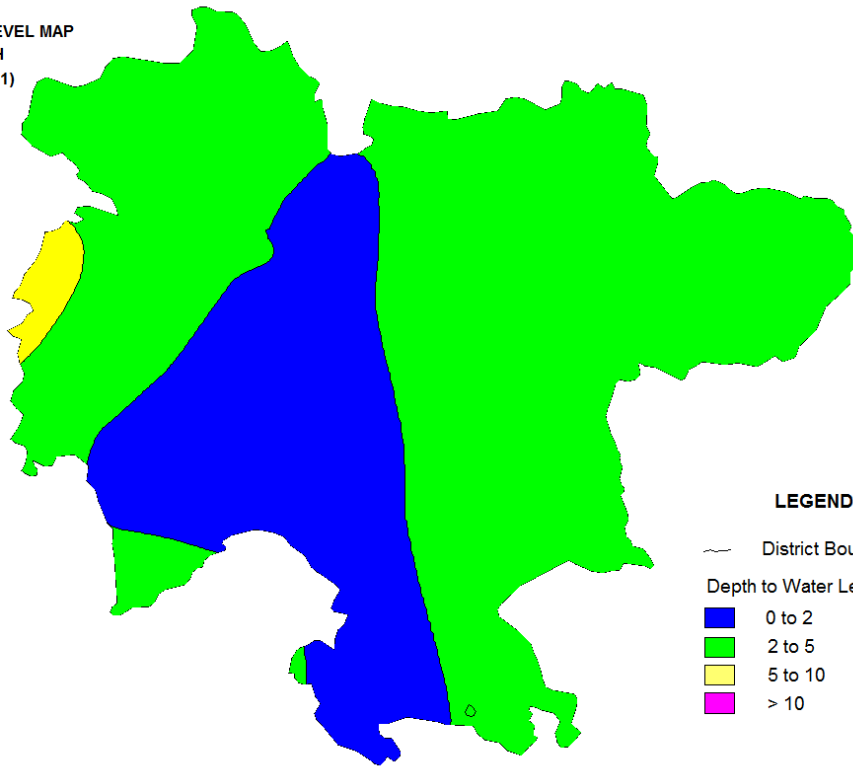 EVEL MAP
H
1)
LEGEND
District Bou
Depth to Water Le
0 to 2
2 to 5
5 to 10
> 10